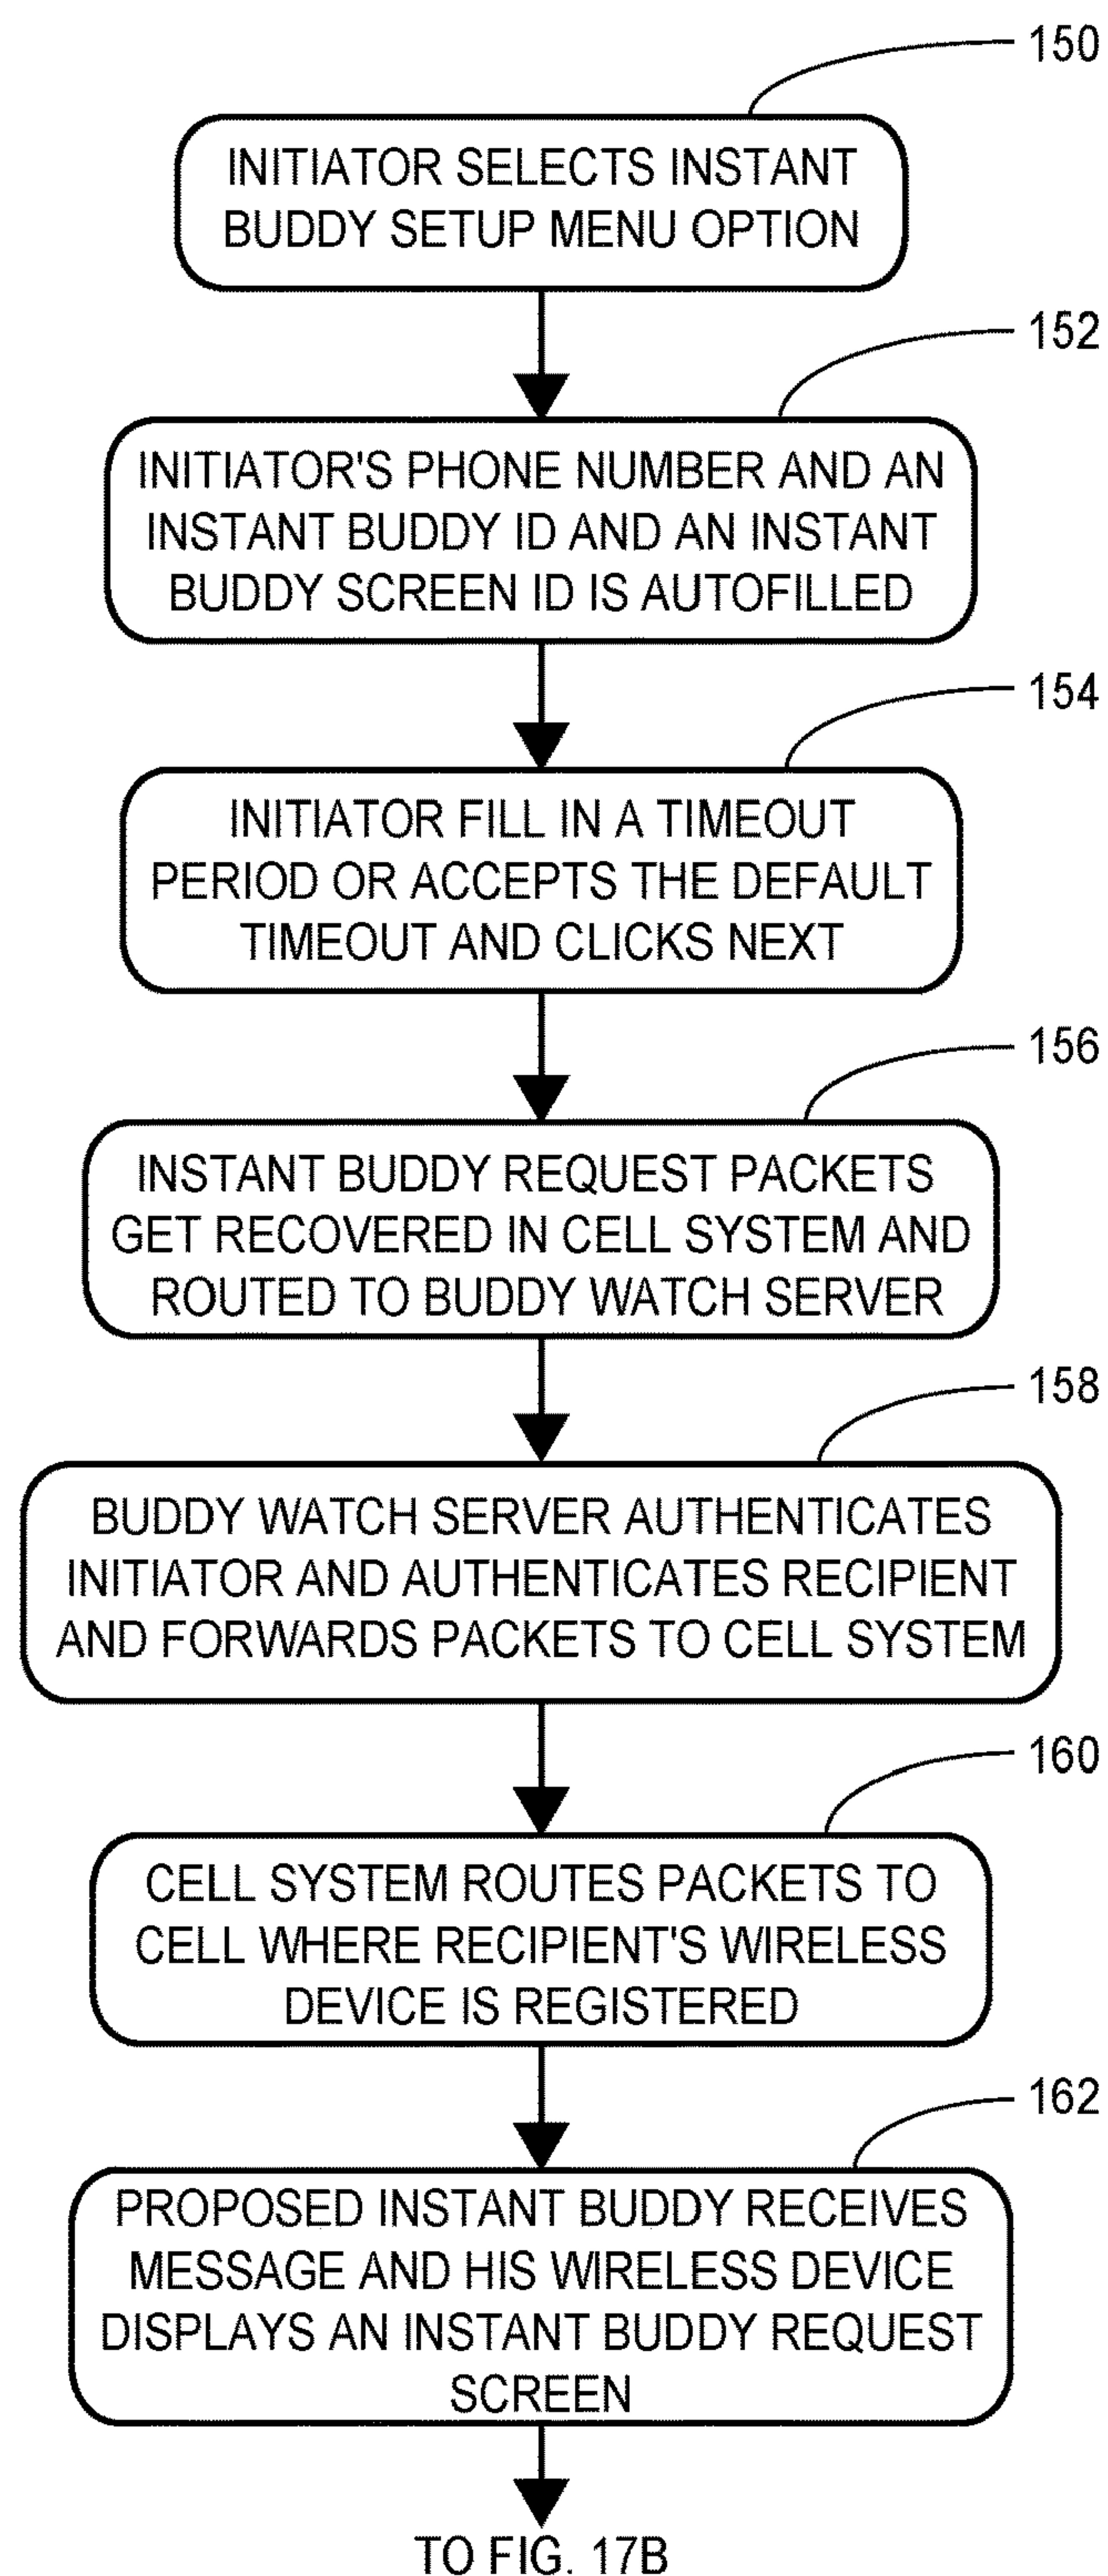 150
INITIATOR SELECTS INSTANT
BUDDY SETUP MENU OPTION
152
INITIATOR'S PHONE NUMBER AND AN
INSTANT BUDDY ID AND AN INSTANT
BUDDY SCREEN ID IS AUTOFILLED
154
INITIATOR FILL IN A TIMEOUT
PERIOD OR ACCEPTS THE DEFAULT
TIMEOUT AND CLICKS NEXT
156
INSTANT BUDDY REQUEST PACKETS
GET RECOVERED IN CELL SYSTEM AND
ROUTED TO BUDDY WATCH SERVER
158
BUDDY WATCH SERVER AUTHENTICATES
INITIATOR AND AUTHENTICATES RECIPIENT
AND FORWARDS PACKETS TO CELL SYSTEM
160
CELL SYSTEM ROUTES PACKETS TO
CELL WHERE RECIPIENT'S WIRELESS
DEVICE IS REGISTERED
162
PROPOSED INSTANT BUDDY RECEIVES
MESSAGE AND HIS WIRELESS DEVICE
DISPLAYS AN INSTANT BUDDY REQUEST
SCREEN
TO FIG. 17B